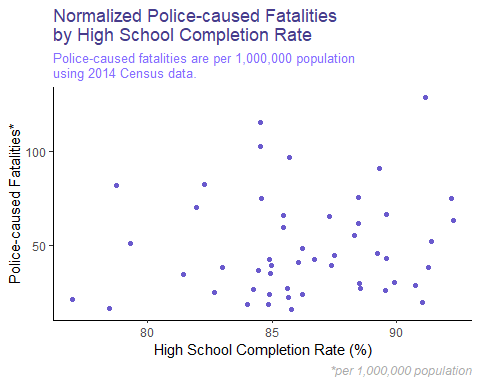 Normalized Police-caused Fatalities
by High School Completion Rate
Police-caused fatalities are per 1,000,000 population
using 2014 Census data.
Police-caused Fatalities*
100
50
80 85 90
High School Completion Rate (%)
*per 1,000,000 population